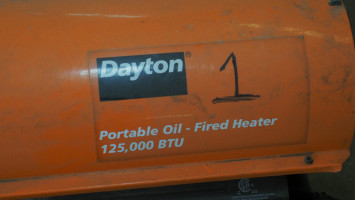 Dayton®
1
Portable Oil - Fired Heater
125,000 BTU